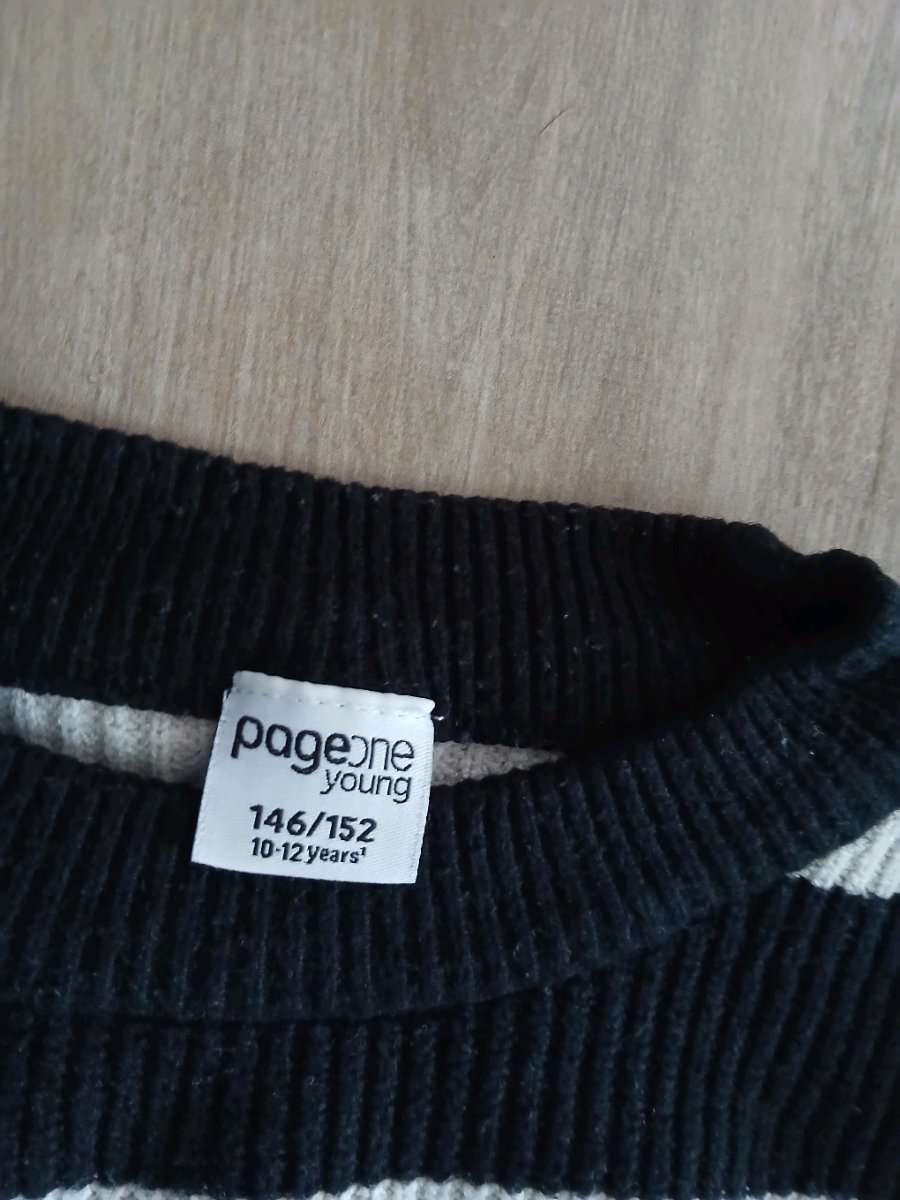 pageone
young
146/152
10-12 years¹